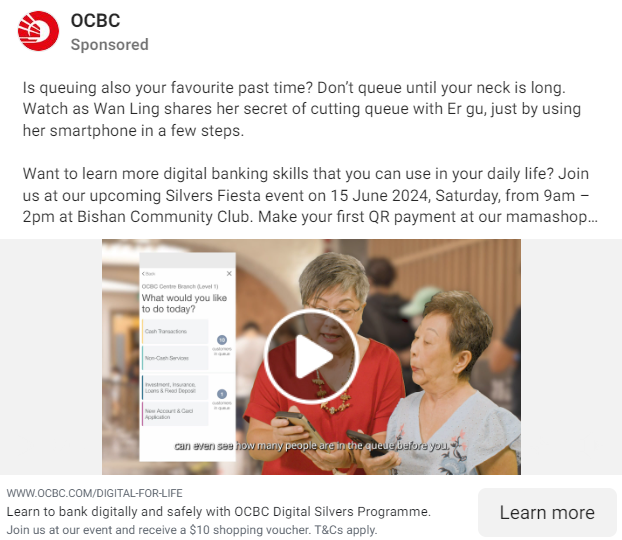 OCBC
Sponsored
Is queuing also your favourite past time? Don’t queue until your neck is long.
Watch as Wan Ling shares her secret of cutting queue with Er gu, just by using
her smartphone in a few steps.
Want to learn more digital banking skills that you can use in your daily life? Join
us at our upcoming Silvers Fiesta event on 15 June 2024, Saturday, from 9am –
2pm at Bishan Community Club. Make your first QR payment at our mamashop...
Back
OCBC Centre Branch (Level 1)
What would you like
to do today?
Cash Transactions
10
customers
in queue
Non-Cash Services
Investment, Insurance,
Loans & Fixed Deposit
New Account & Card
Application
can even see how many people are in the queue before you.
WWW.OCBC.COM/DIGITAL-FOR-LIFE
Learn to bank digitally and safely with OCBC Digital Silvers Programme.
Join us at our event and receive a $10 shopping voucher. T&Cs apply.
Learn more